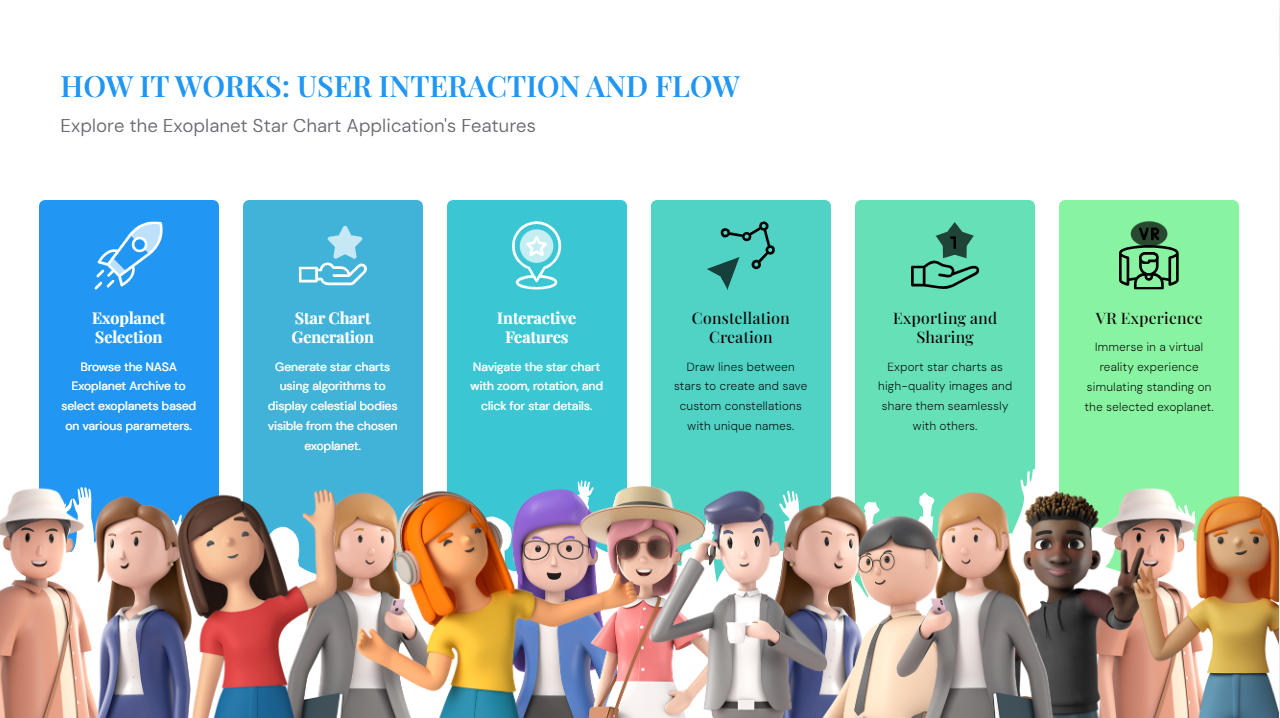 HOW IT WORKS: USER INTERACTION AND FLOW
Explore the Exoplanet Star Chart Application's Features
Exoplanet
Selection
Browse the NASA
Exoplanet Archive to
select exoplanets based
on various parameters.
Star Chart
Generation
Generate star charts
using algorithms to
display celestial bodies
visible from the chosen
exoplanet.
Interactive
Features
Navigate the star chart
with zoom, rotation, and
click for star details.
Constellation
Creation
Draw lines between
stars to create and save
custom constellations
with unique names.
1
Exporting and
Sharing
Export star charts as
high-quality images and
share them seamlessly
with others.
VR
VR Experience
Immerse in a virtual
reality experience
simulating standing on
the selected exoplanet.